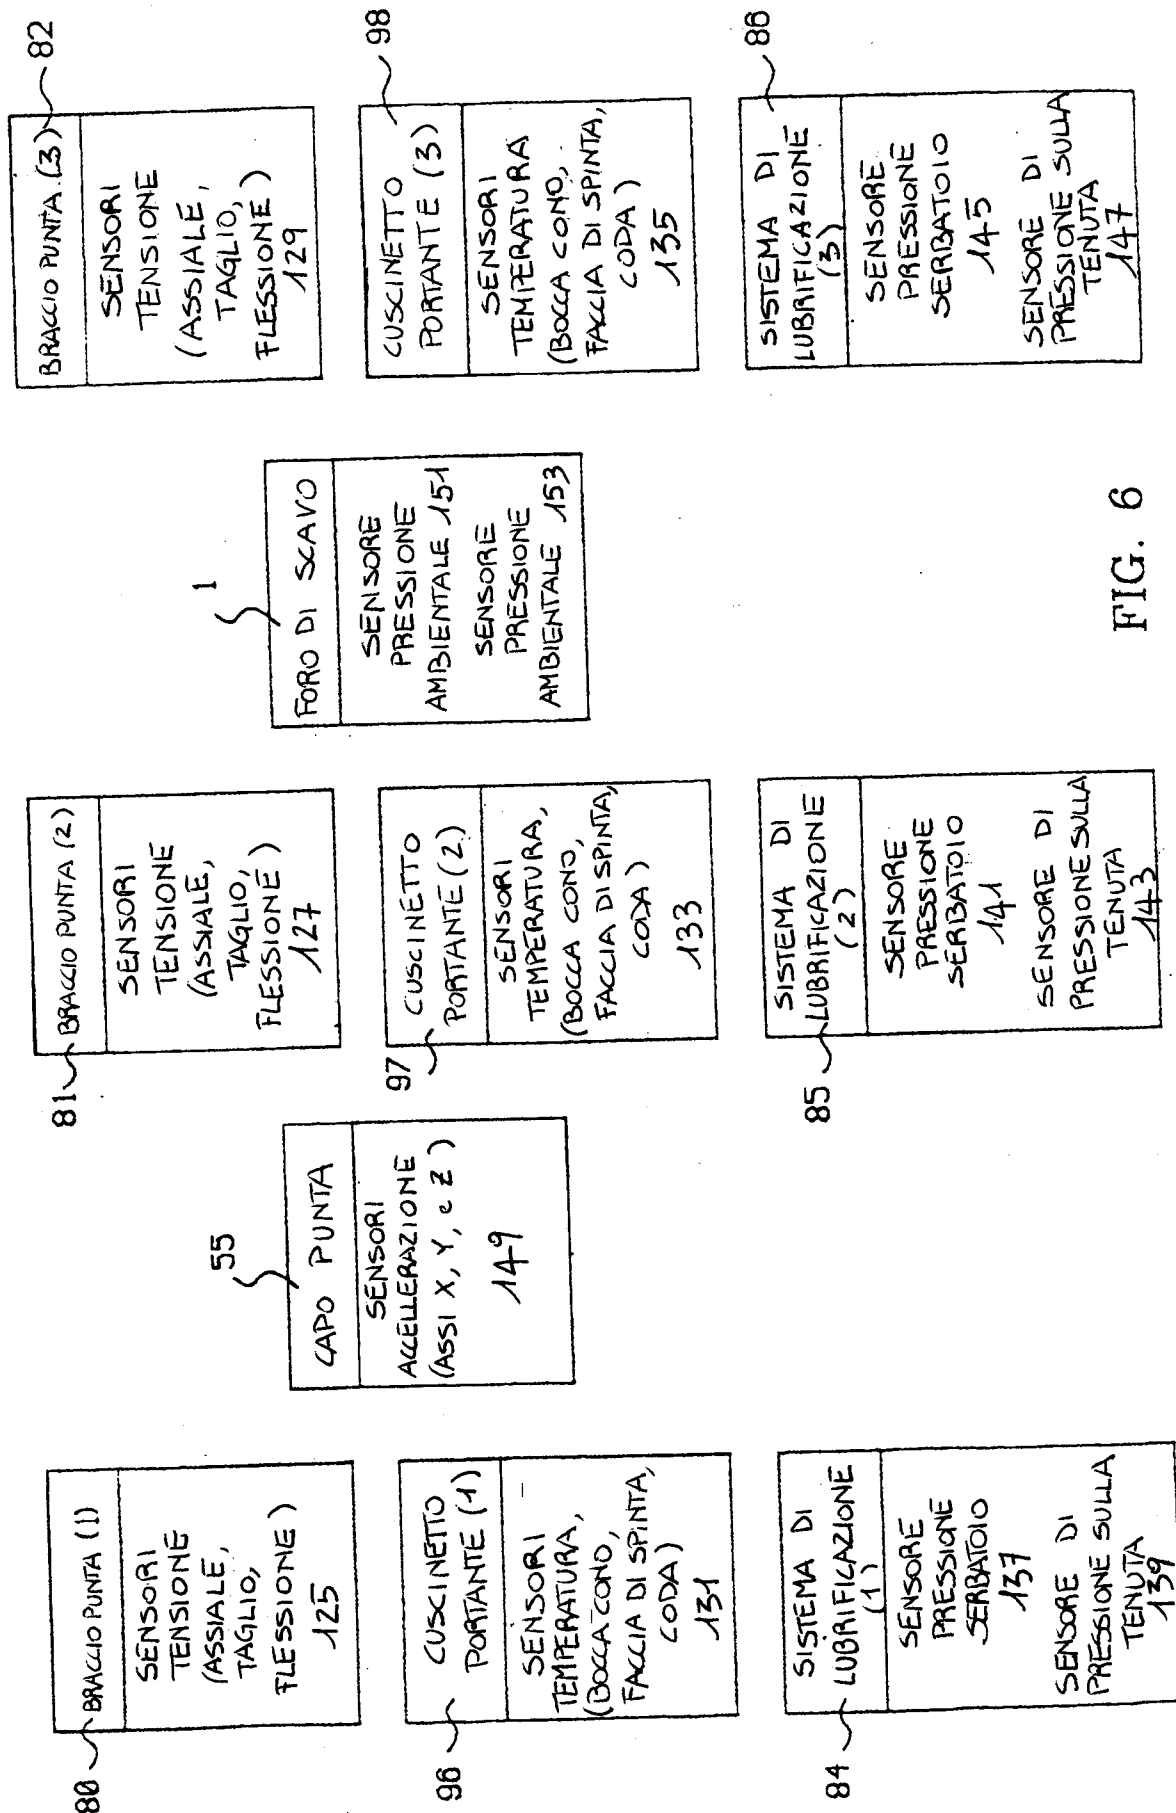 80
BRACCIO PUNTA (1)
SENSORI
TENSIONE
(ASSIALE,
TAGLIO,
FLESSIONE)
125
96
CUSCINETTO
PORTANTE (1)
SENSORI
TEMPERATURA,
(BOCCA CONO,
FACCIA DI SPINTA,
CODA)
131
84
SISTEMA DI
LUBRIFICAZIONE
(1)
SENSORE
PRESSIONE
SERBATOIO
137
SENSORE DI
PRESSIONE SULLA
TENUTA
139
55
CAPO PUNTA
SENSORI
ACCELLERAZIONE
(ASSI X, Y, e Z)
149
81
BRACCIO PUNTA (2)
SENSORI
TENSIONE
(ASSIALE,
TAGLIO,
FLESSIONE)
127
97
CUSCINETTO
PORTANTE (2)
SENSORI
TEMPERATURA,
(BOCCA CONO,
FACCIA DI SPINTA,
CODA)
133
85
SISTEMA DI
LUBRIFICAZIONE
(2)
SENSORE
PRESSIONE
SERBATOIO
141
SENSORE DI
PRESSIONE SULLA
TENUTA
143
1
FORO DI SCAVO
SENSORE
PRESSIONE
AMBIENTALE 151
SENSORE
PRESSIONE
AMBIENTALE 153
82
BRACCIO PUNTA (3)
SENSORI
TENSIONE
(ASSIALE,
TAGLIO,
FLESSIONE)
129
98
CUSCINETTO
PORTANTE (3)
SENSORI
TEMPERATURA
(BOCCA CONO,
FACCIA DI SPINTA,
CODA)
135
86
SISTEMA DI
LUBRIFICAZIONE
(3)
SENSORE
PRESSIONE
SERBATOIO
145
SENSORE DI
PRESSIONE SULLA
TENUTA
147
FIG. 6